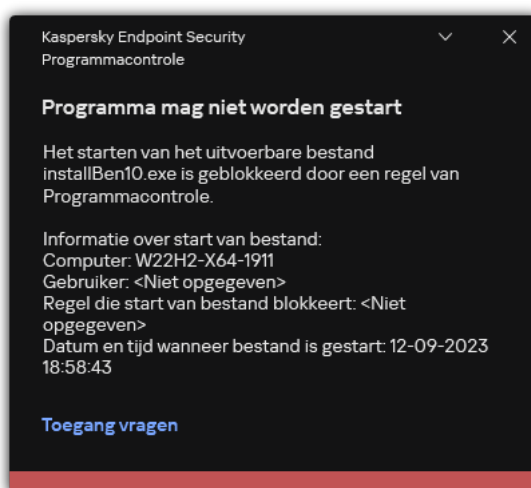 Kaspersky Endpoint Security
Programmacontrole
Programma mag niet worden gestart
Het starten van het uitvoerbare bestand
installBen10.exe is geblokkeerd door een regel van
Programmacontrole.
Informatie over start van bestand:
Computer: W22H2-X64-1911
Gebruiker: <Niet opgegeven>
Regel die start van bestand blokkeert: <Niet
opgegeven>
Datum en tijd wanneer bestand is gestart: 12-09-2023
18:58:43
Toegang vragen